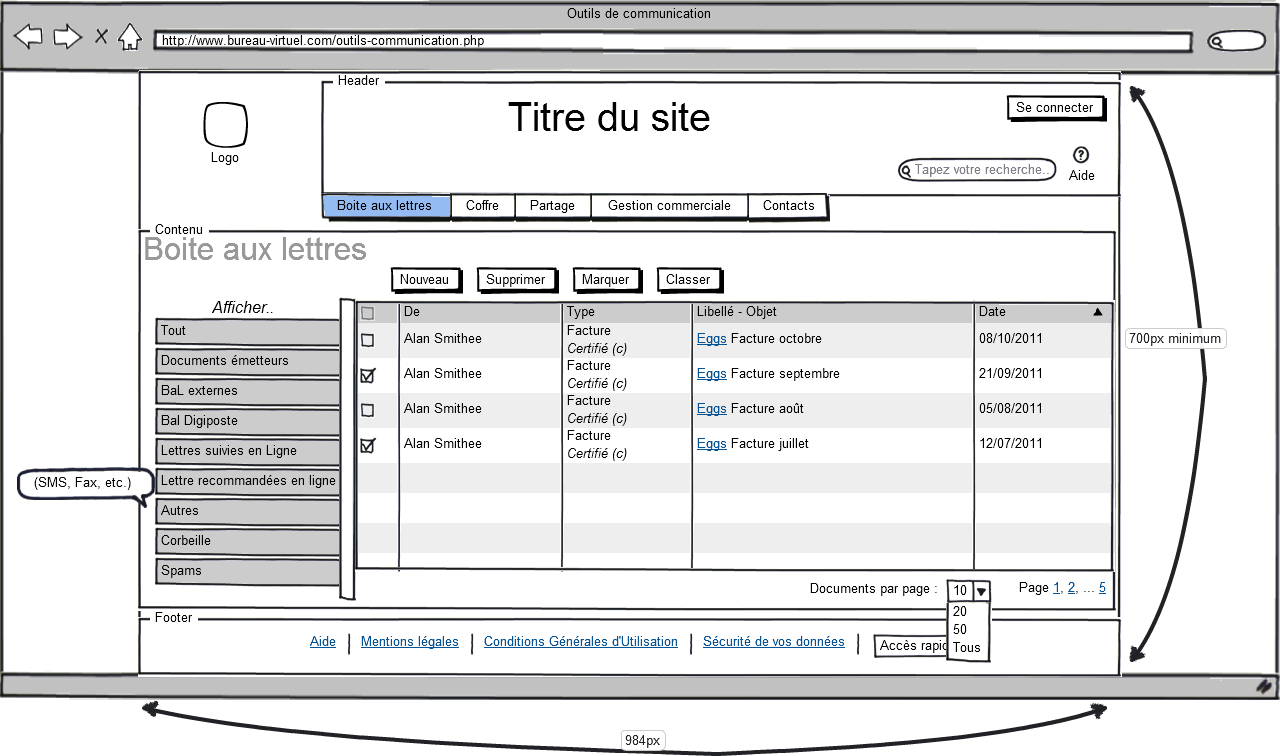 Outils de communication
http://www.bureau-virtuel.com/outils-communication.php
Header
Titre du site
Se connecter
Logo
Tapez votre recherche..
Aide
Boite aux lettres
Coffre
Partage
Gestion commerciale
Contacts
Contenu
Boite aux lettres
Nouveau
Supprimer
Marquer
Classer
Afficher..
Tout
Documents émetteurs
BaL externes
Bal Digiposte
Lettres suivies en Ligne
Lettre recommandées en ligne
Autres
Corbeille
Spams
(SMS, Fax, etc.)
De Type Libellé - Objet Date
Alan Smithee Facture Certifié (c) Eggs Facture octobre 08/10/2011
Alan Smithee Facture Certifié (c) Eggs Facture septembre 21/09/2011
Alan Smithee Facture Certifié (c) Eggs Facture août 05/08/2011
Alan Smithee Facture Certifié (c) Eggs Facture juillet 12/07/2011
700px minimum
Documents par page :
10
20
50
Tous
Page 1, 2, ... 5
Footer
Aide
Mentions légales
Conditions Générales d'Utilisation
Sécurité de vos données
Accès rapid
984px